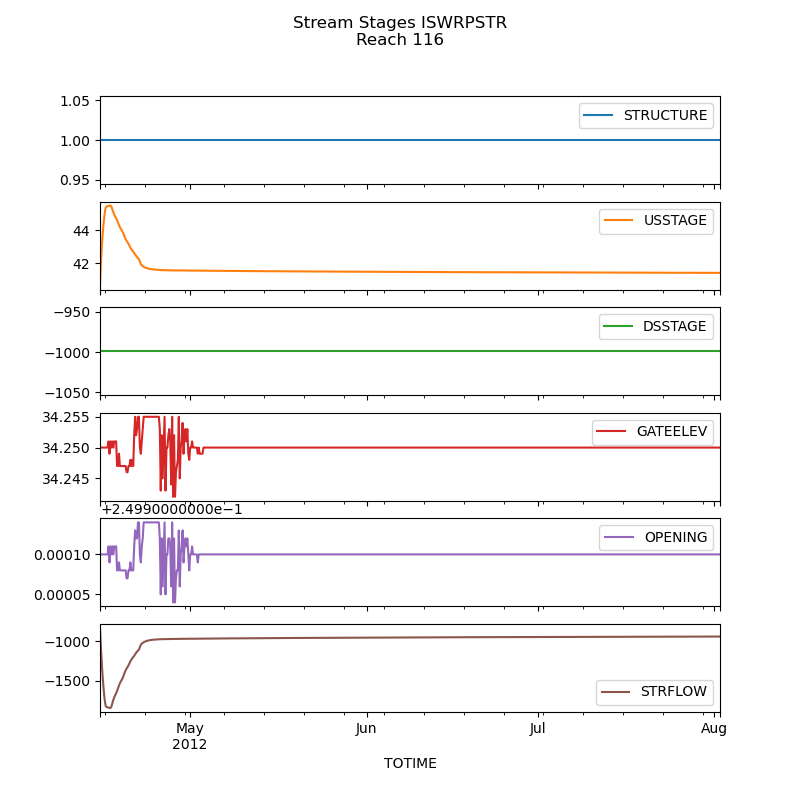 Stream Stages ISWRPSTR
Reach 116
1.05
1.00
0.95
STRUCTURE
44
42
USSTAGE
−950
−1000
−1050
DSSTAGE
34.255
34.250
34.245
GATEELEV
+2.4990000000e−1
0.00010
0.00005
OPENING
−1000
−1500
STRFLOW
May
2012
Jun
Jul
Aug
TOTIME